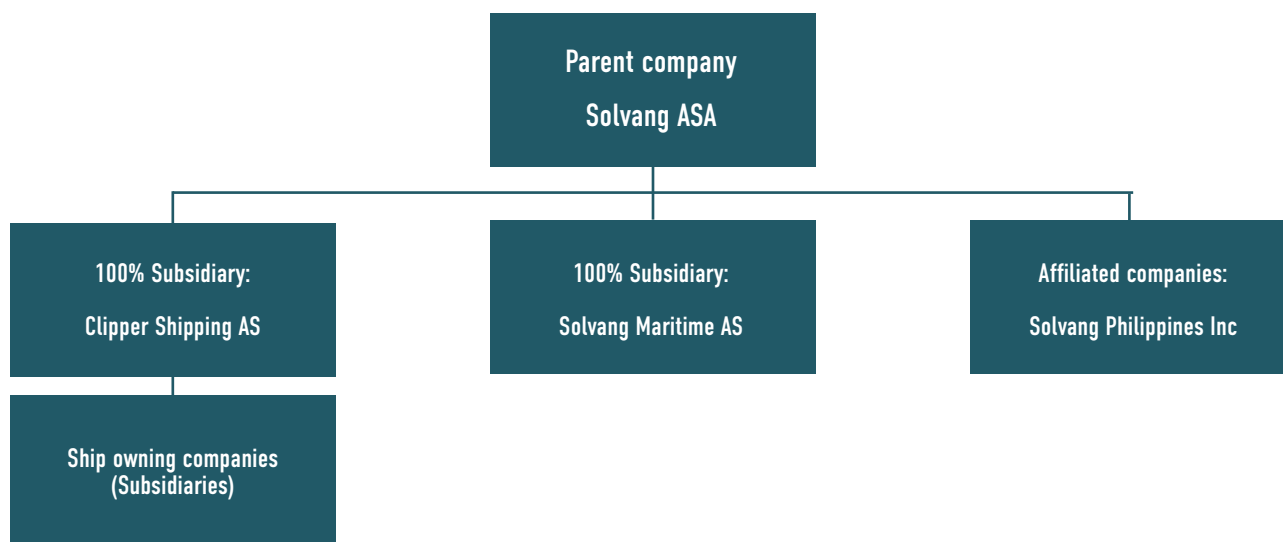 Parent company
Solvang ASA
100% Subsidiary:
Clipper Shipping AS
100% Subsidiary:
Solvang Maritime AS
Affiliated companies:
Solvang Philippines Inc
Ship owning companies
(Subsidiaries)